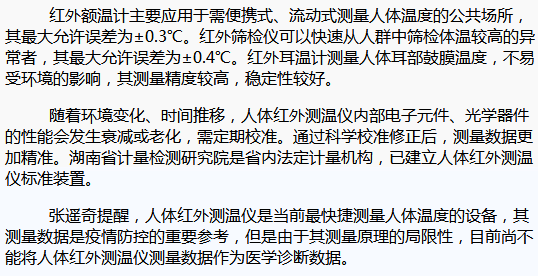 红外额温计主要应用于需便携式、流动式测量人体温度的公共场所，
其最大允许误差为±0.3℃。红外筛检仪可以快速从人群中筛检体温较高的异
常者，其最大允许误差为±0.4℃。红外耳温计测量人体耳部鼓膜温度，不易
受环境的影响，其测量精度较高，稳定性较好。
随着环境变化、时间推移，人体红外测温仪内部电子元件、光学器件
的性能会发生衰减或老化，需定期校准。通过科学校准修正后，测量数据更
加精准。湖南省计量检测研究院是省内法定计量机构，已建立人体红外测温
仪标准装置。
张遥奇提醒，人体红外测温仪是当前最快捷测量人体温度的设备，其
测量数据是疫情防控的重要参考，但是由于其测量原理的局限性，目前尚不
能将人体红外测温仪测量数据作为医学诊断数据。